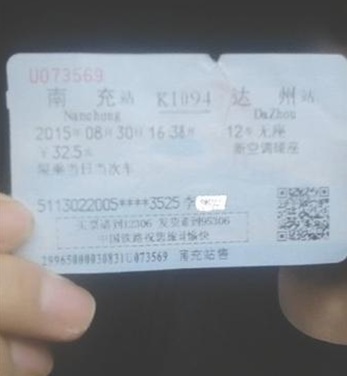 U073569
南充站 K1094 达州站
Nanchong DaZhou
2015年08月30日16:38开 12车无座
￥32.5元 新空调硬座
限乘当日当次车
5113022005****3525 李
买票请到12306 发货请到95306
中国铁路祝您旅途愉快
29965000030831U073569 南充站售